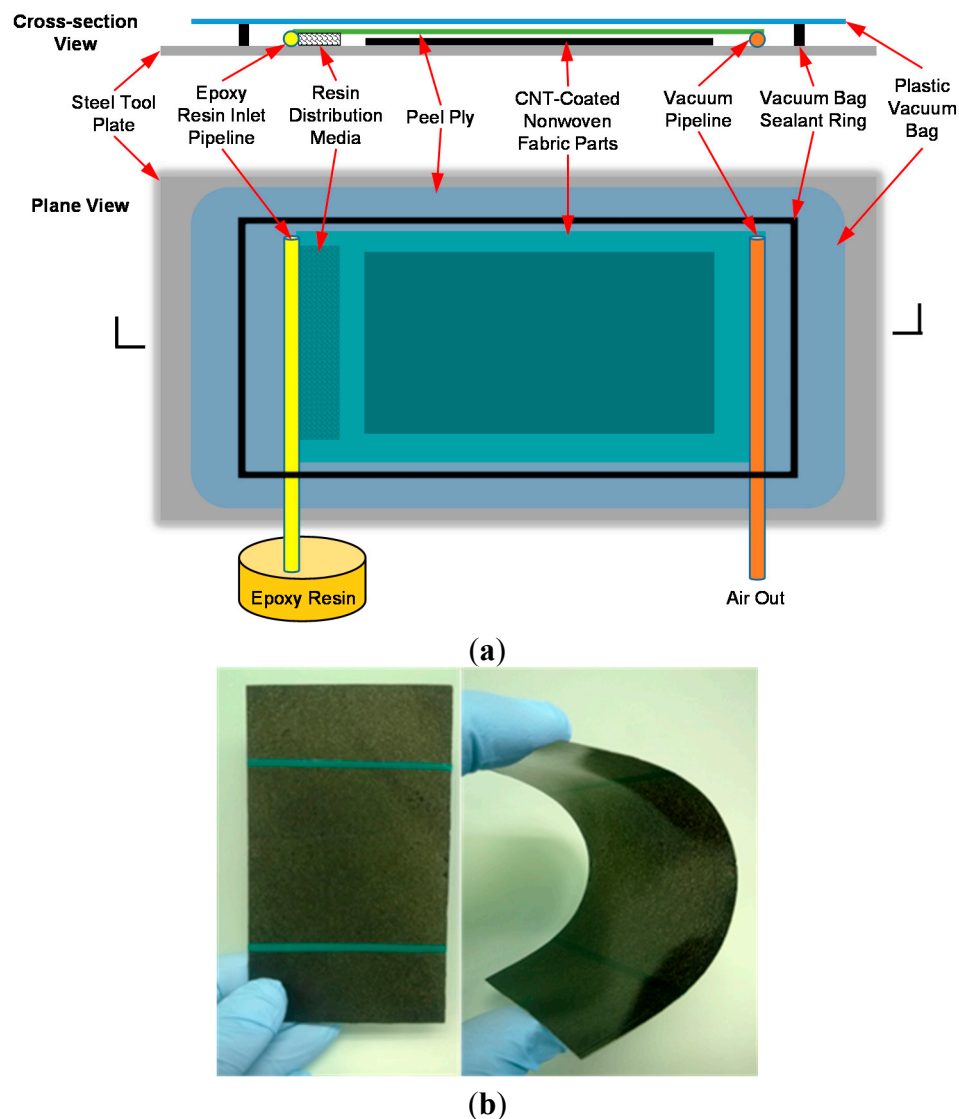 Cross-section
View
Steel Tool
Plate
Epoxy
Resin Inlet
Pipeline
Resin
Distribution
Media
Peel Ply
CNT-Coated
Nonwoven
Fabric Parts
Vacuum
Pipeline
Vacuum Bag
Sealant Ring
Plastic
Vacuum
Bag
Plane View
Epoxy Resin
Air Out
(a)
(b)